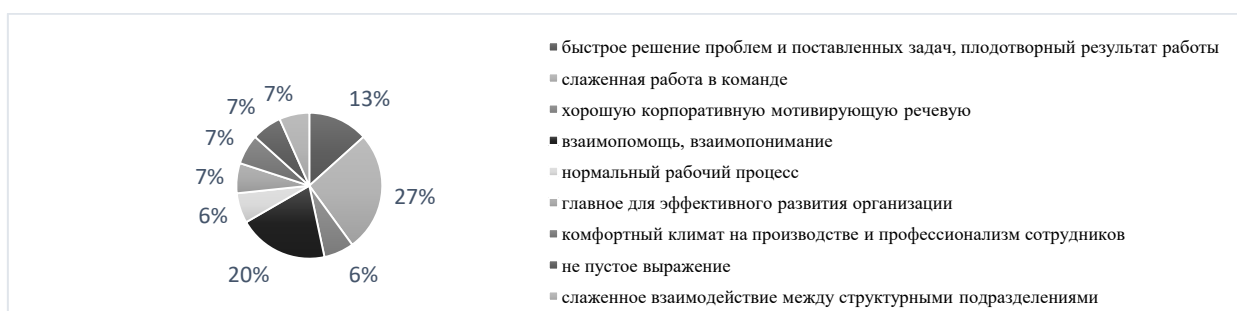 быстрое решение проблем и поставленных задач, плодотворный результат работы
слаженная работа в команде
хорошую корпоративную мотивирующую речевую
взаимопомощь, взаимопонимание
нормальный рабочий процесс
главное для эффективного развития организации
комфортный климат на производстве и профессионализм сотрудников
не пустое выражение
слаженное взаимодействие между структурными подразделениями
13%
27%
6%
20%
6%
7%
7%
7%
7%